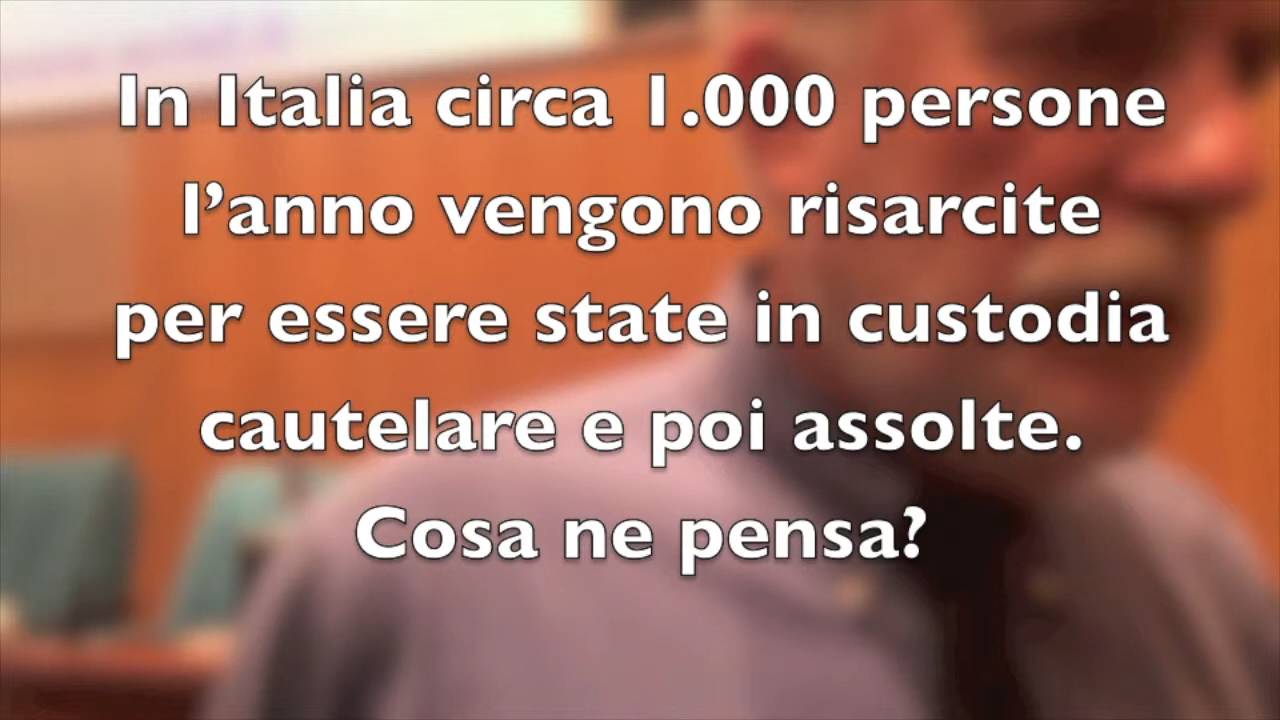 In Italia circa 1.000 persone
l’anno vengono risarcite
per essere state in custodia
cautelare e poi assolte.
Cosa ne pensa?